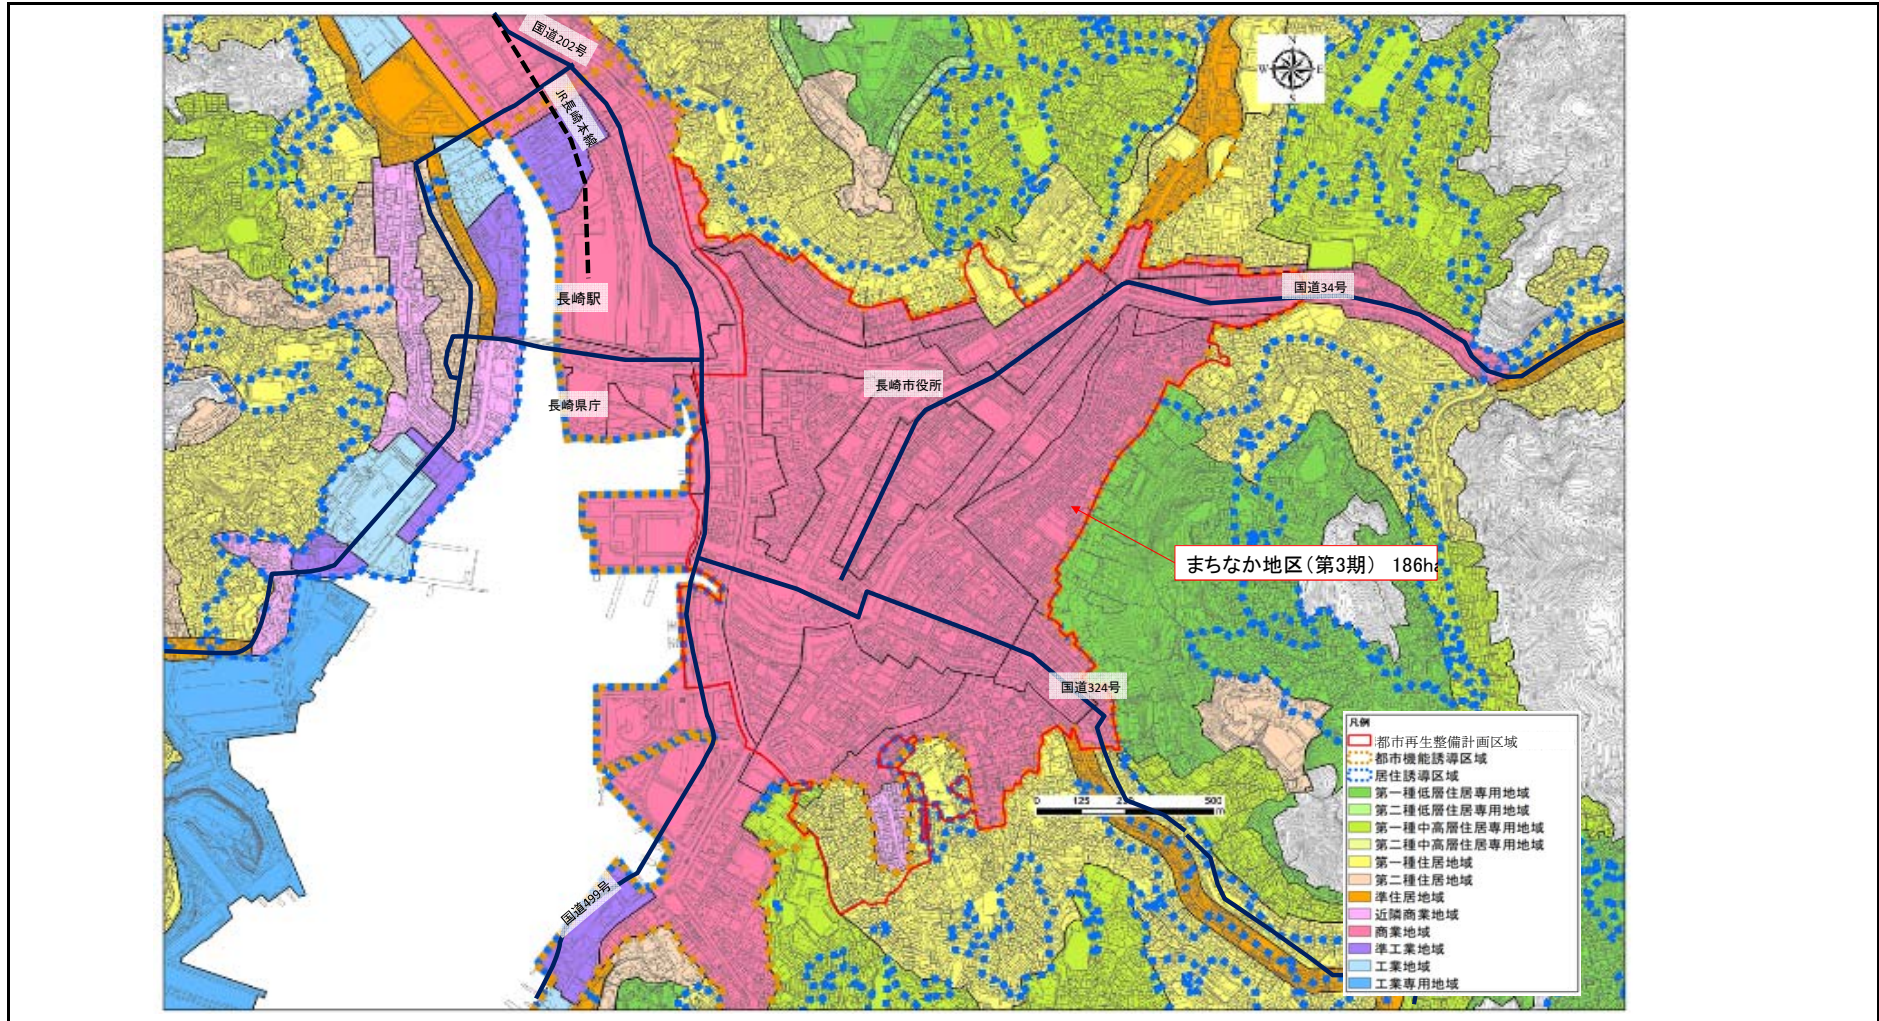 国道202号
N
W
E
S
JR長崎本線
長崎駅
国道34号
長崎市役所
長崎県庁
まちなか地区(第3期) 186ha
国道324号
凡例
都市再生整備計画区域
都市機能誘導区域
居住誘導区域
第一種低層住居専用地域
第二種低層住居専用地域
第一種中高層住居専用地域
第二種中高層住居専用地域
第一種住居地域
第二種住居地域
準住居地域
近隣商業地域
商業地域
準工業地域
工業地域
工業専用地域
0 125 250 500
m
国道499号